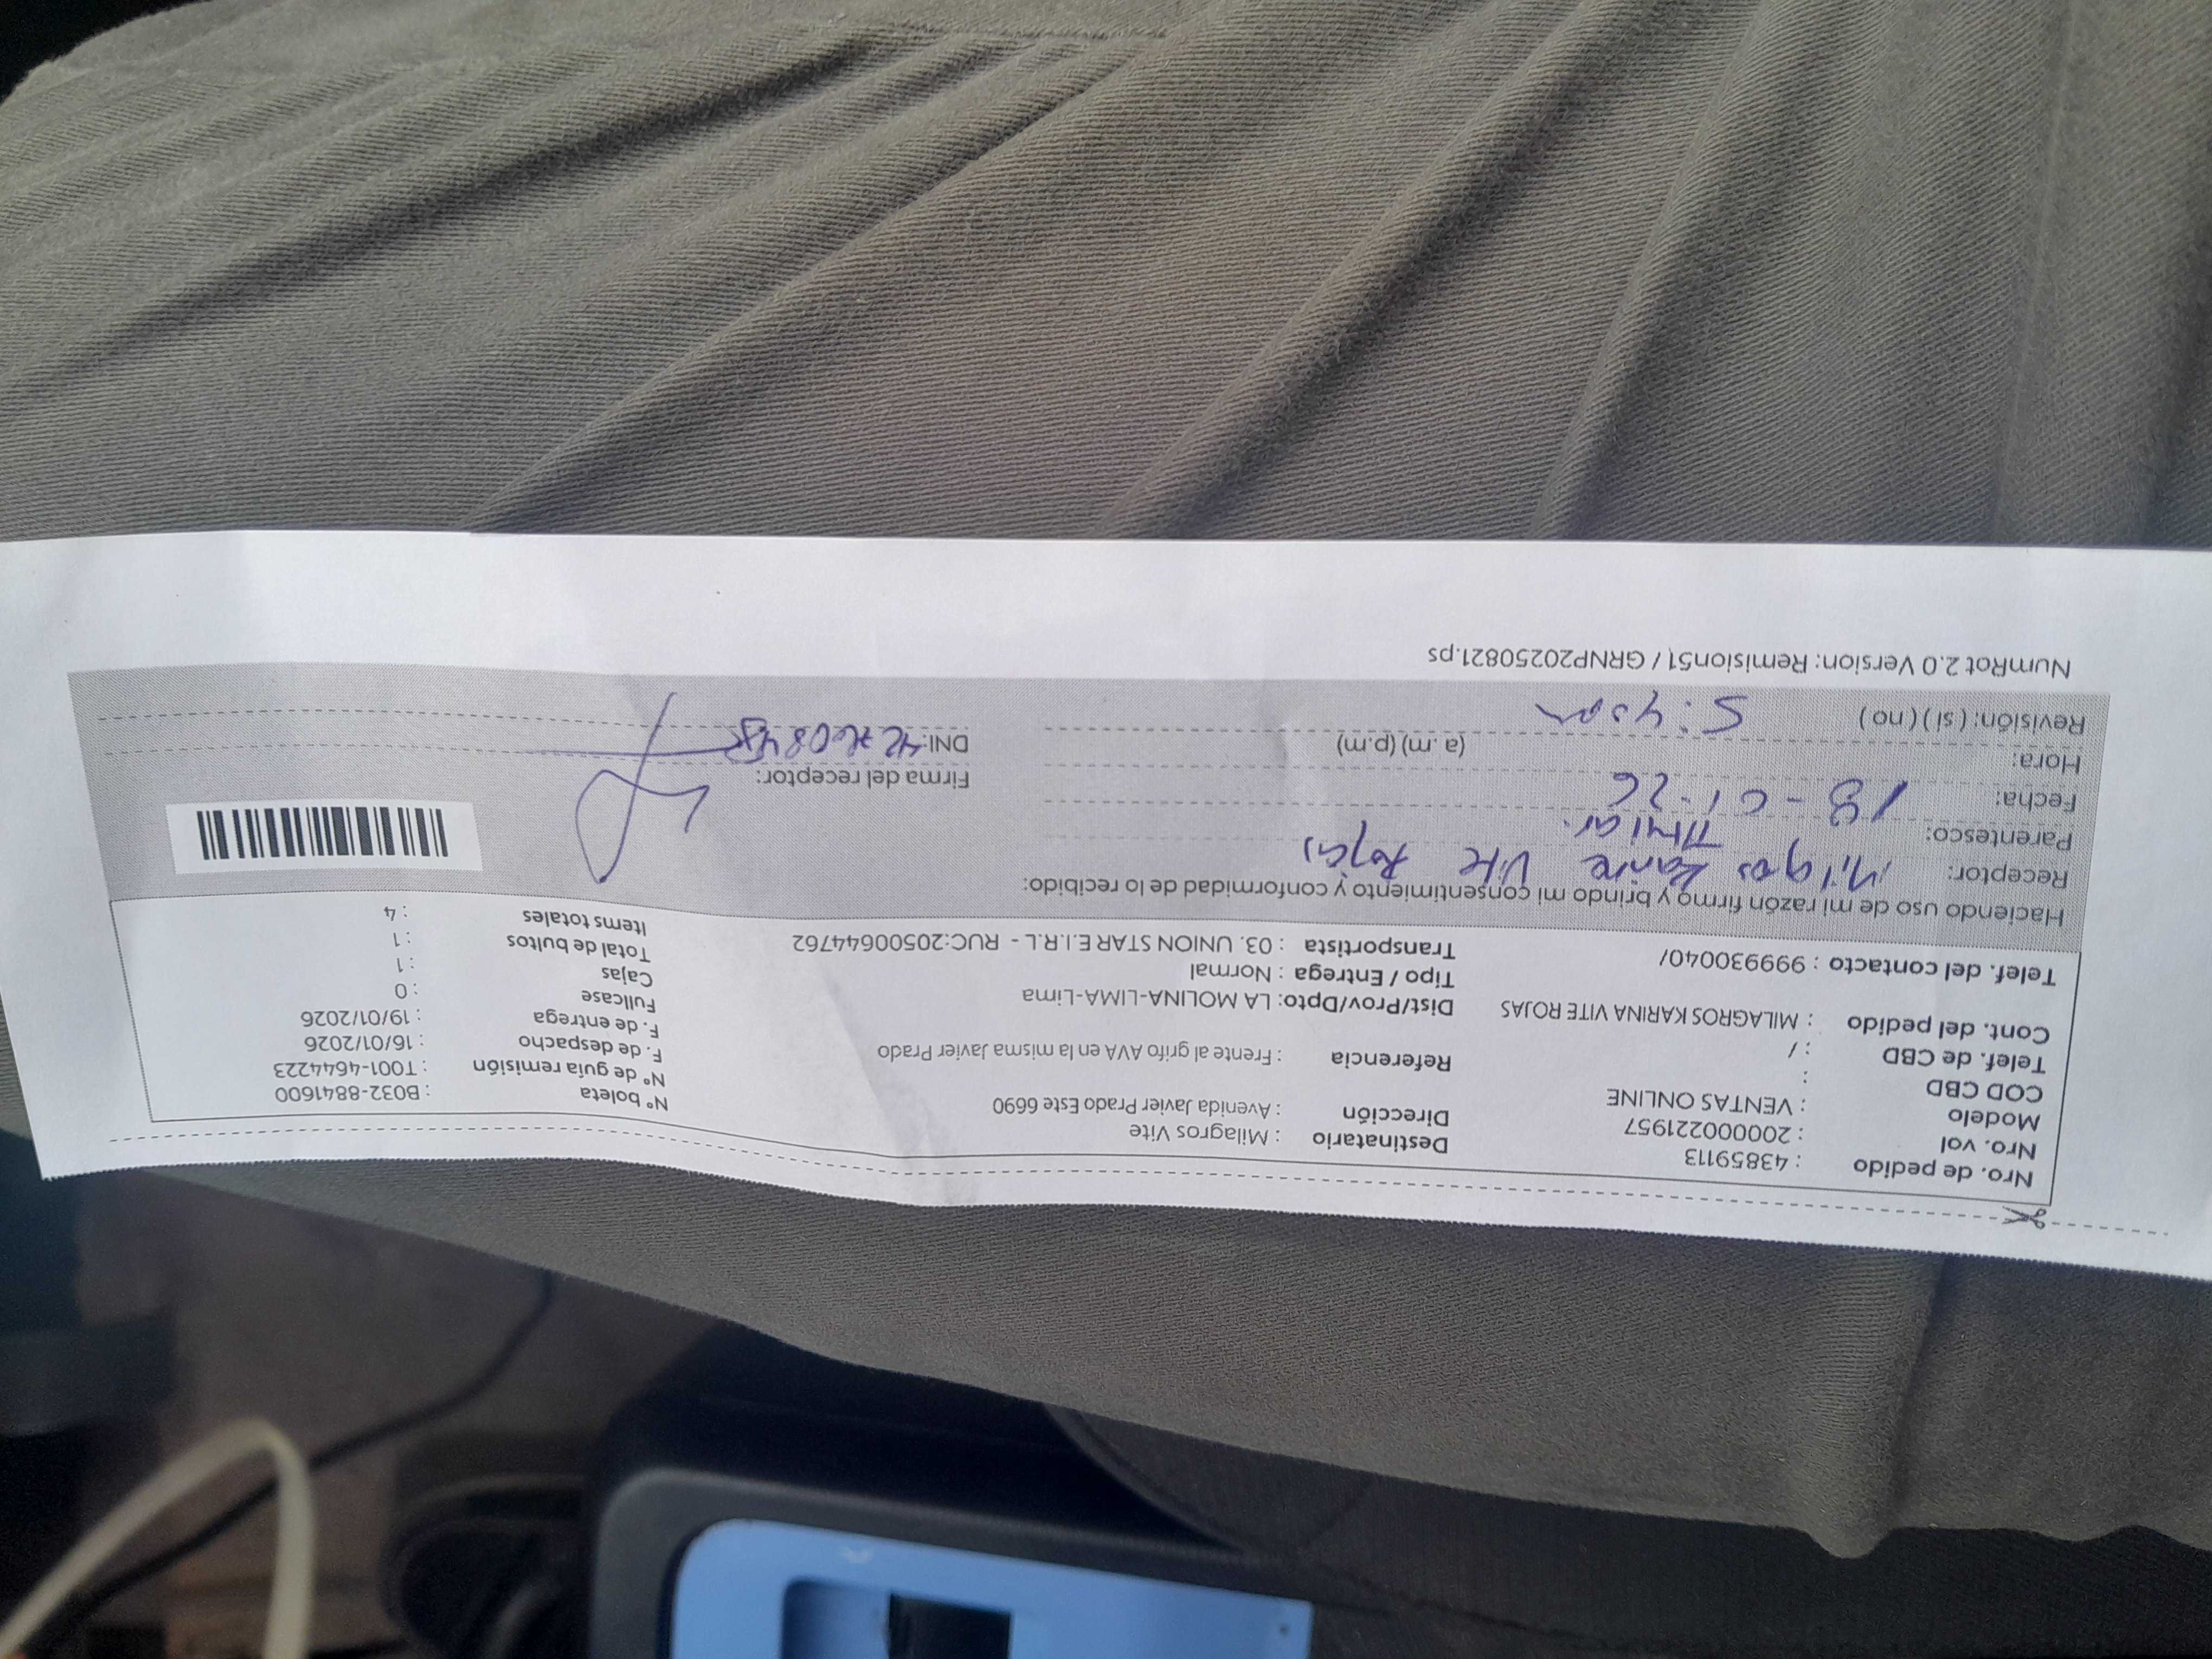 Nro. de pedido : 43859113
Nro. vol : 20000021957
Modelo : VENTAS ONLINE
COD CBD :
Telef. de CBD : /
Cont. del pedido : MILAGROS KARINA VITE ROJAS
Telef. del contacto : 999930040/
Destinatario : Milagros Vite
Dirección : Avenida Javier Prado Este 6690
Referencia : Frente al grifo AVA en la misma Javier Prado
Dist/Prov/Dpto: LA MOLINA-LIMA-Lima
Tipo / Entrega : Normal
Transportista : 03. UNION STAR E.I.R.L - RUC:20500644762
N° boleta : B032-8841600
N° de guía remisión : T001-4644223
F. de despacho : 16/01/2026
F. de entrega : 19/01/2026
Fullcase : 0
Cajas : 1
Total de bultos : 1
Items totales : 4
Haciendo uso de mi razón firmo y brindo mi consentimiento y conformidad de lo recibido:
Receptor: Vite Rojas
Parentesco: Titular.
Fecha: 18-01-26
Hora: (a.m) (p.m)
Revisión: ( si ) ( no )
Firma del receptor:
DNI:
NumRot 2.0 Version: Remision51 / GRNP20250821.ps